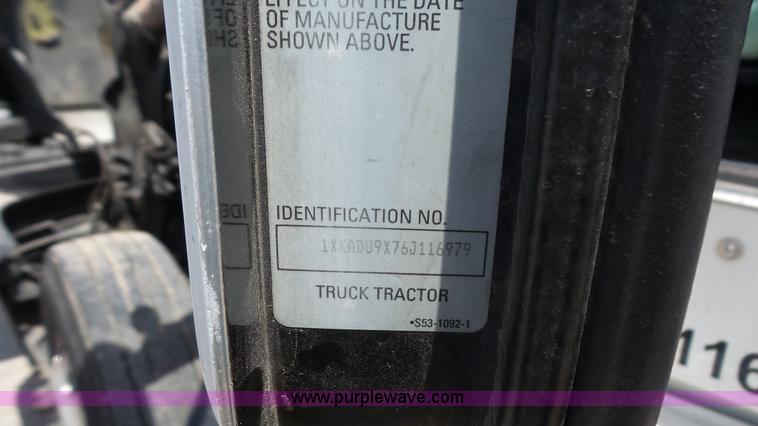 EFFECT ON THE DATE
OF MANUFACTURE
SHOWN ABOVE.
IDENTIFICATION NO.
1XKADU9X76J116979
TRUCK TRACTOR
•S53-1092-1
116
www.purplewave.com